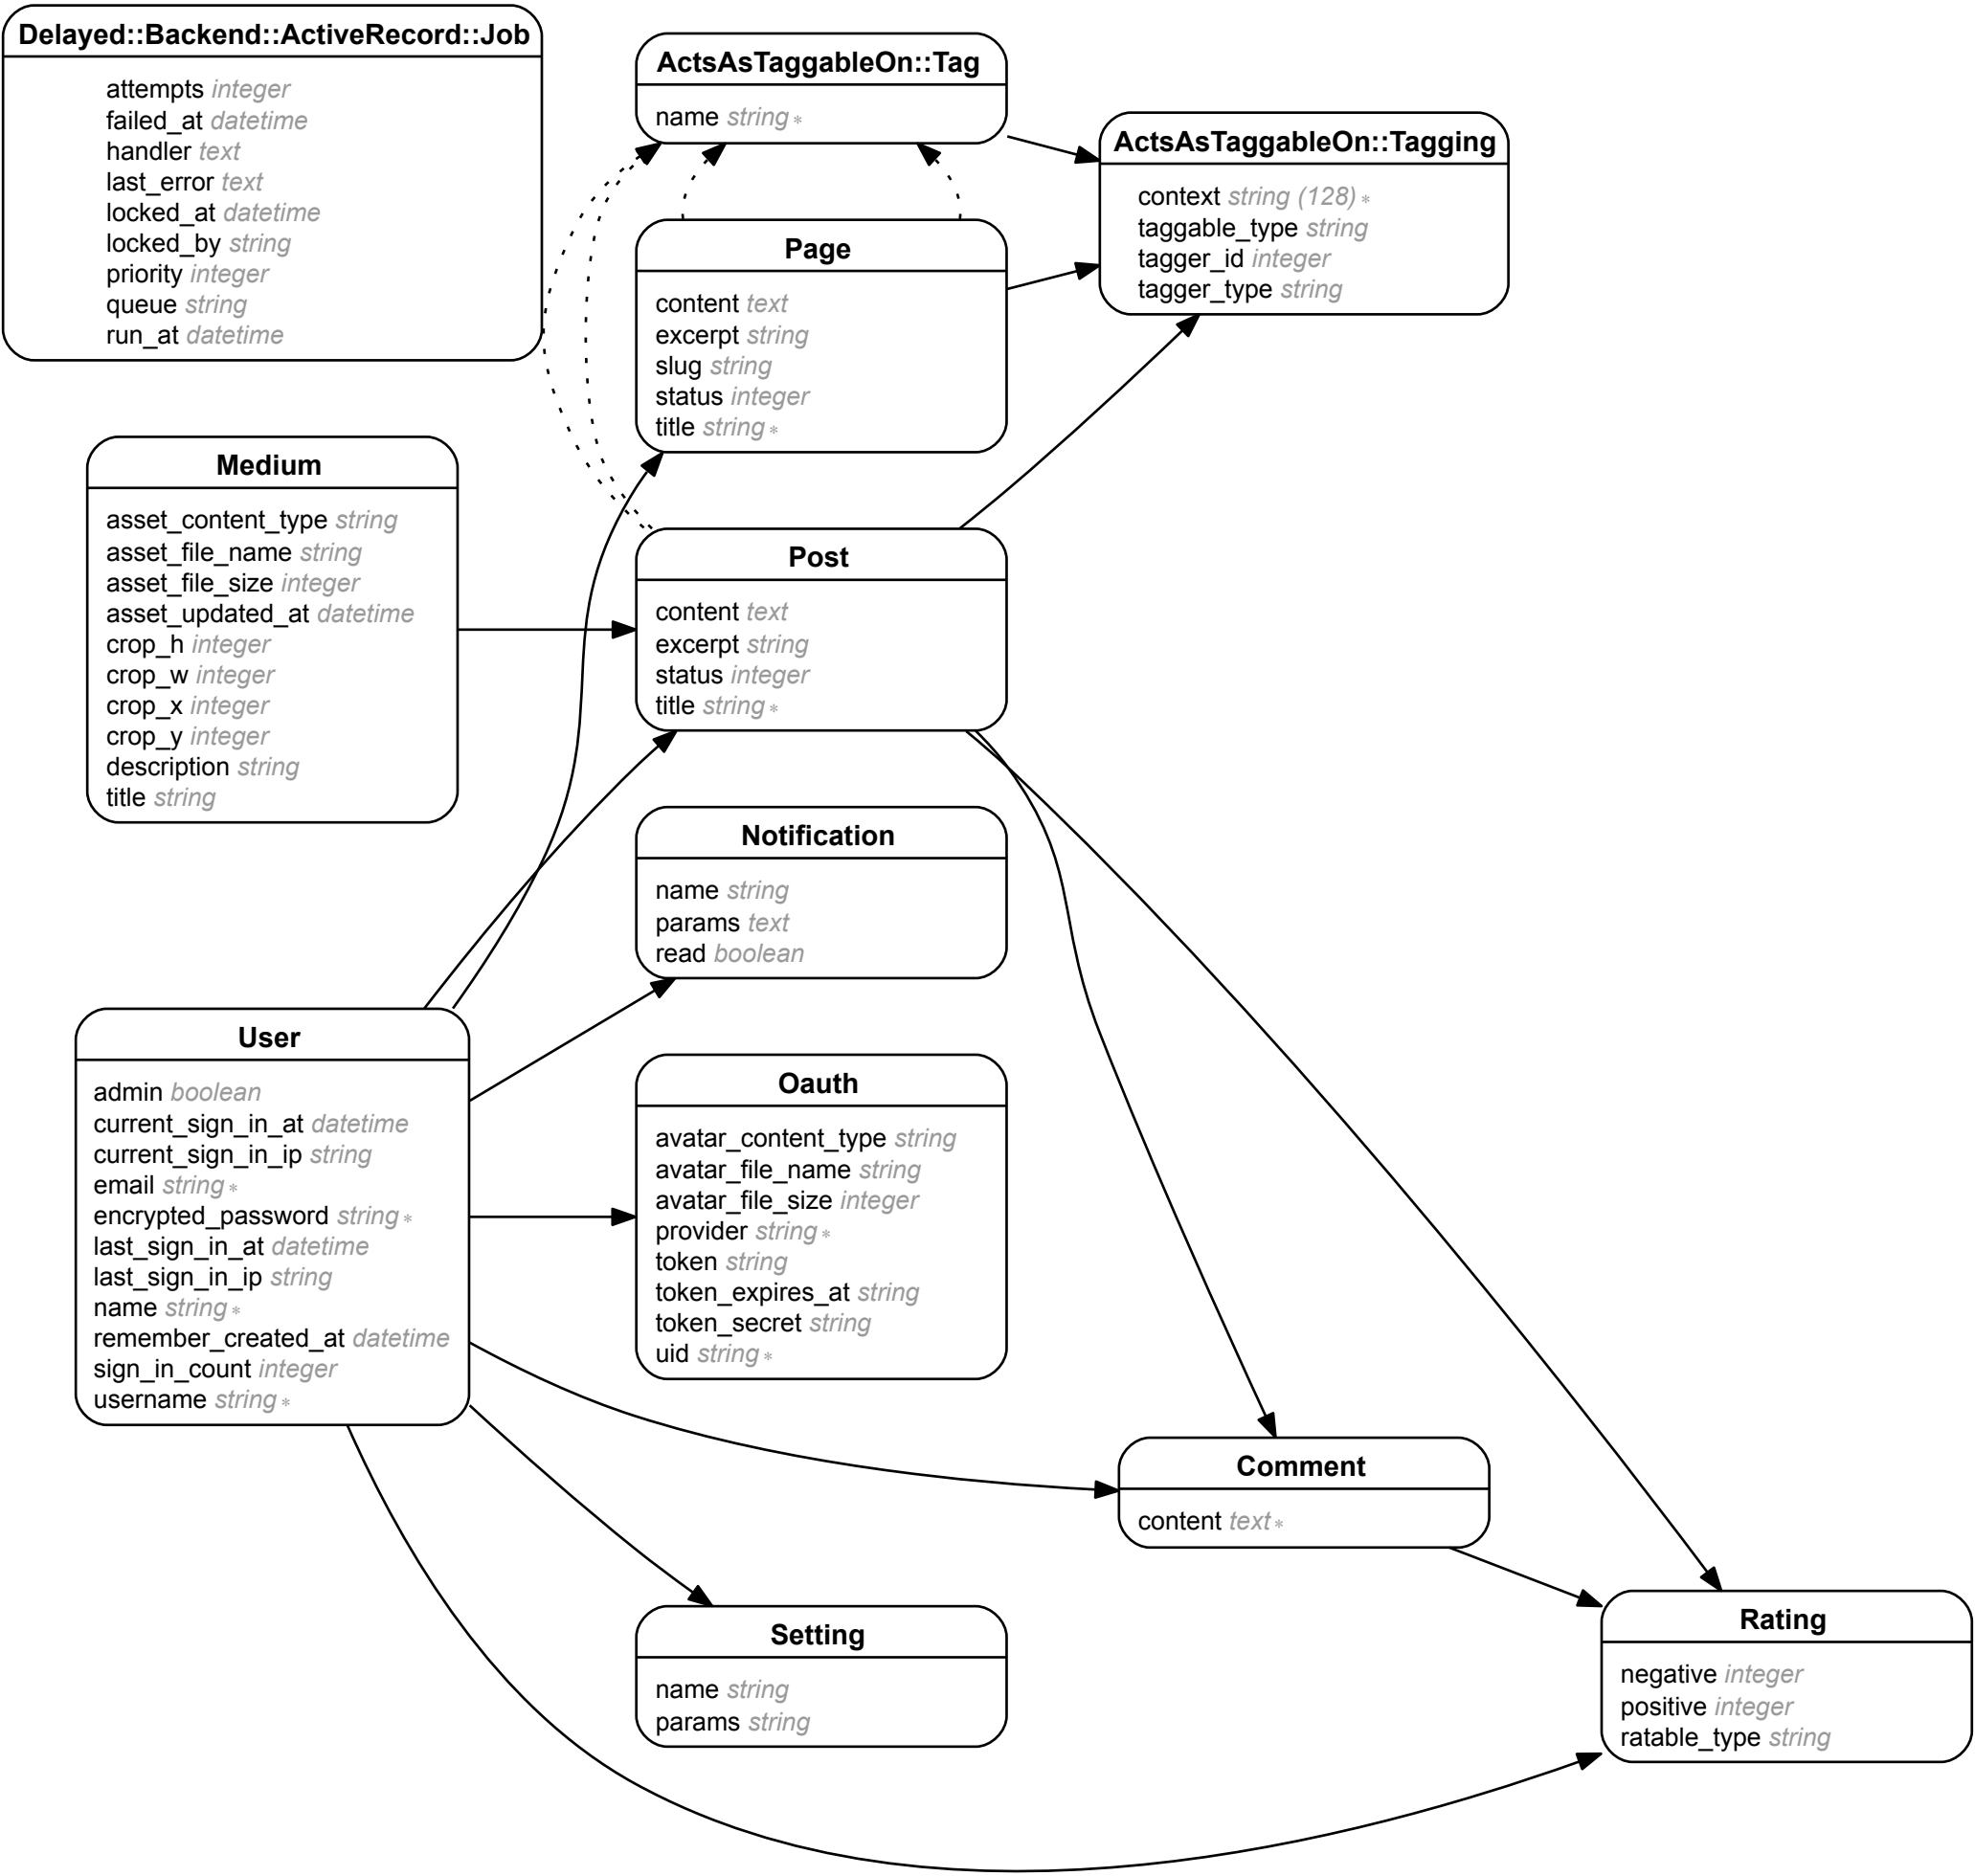 Delayed::Backend::ActiveRecord::Job
attempts integer
failed_at datetime
handler text
last_error text
locked_at datetime
locked_by string
priority integer
queue string
run_at datetime
ActsAsTaggableOn::Tag
name string *
ActsAsTaggableOn::Tagging
context string (128) *
taggable_type string
tagger_id integer
tagger_type string
Page
content text
excerpt string
slug string
status integer
title string *
Medium
asset_content_type string
asset_file_name string
asset_file_size integer
asset_updated_at datetime
crop_h integer
crop_w integer
crop_x integer
crop_y integer
description string
title string
Post
content text
excerpt string
status integer
title string *
Notification
name string
params text
read boolean
User
admin boolean
current_sign_in_at datetime
current_sign_in_ip string
email string *
encrypted_password string *
last_sign_in_at datetime
last_sign_in_ip string
name string *
remember_created_at datetime
sign_in_count integer
username string *
Oauth
avatar_content_type string
avatar_file_name string
avatar_file_size integer
provider string *
token string
token_expires_at string
token_secret string
uid string *
Comment
content text *
Setting
name string
params string
Rating
negative integer
positive integer
ratable_type string